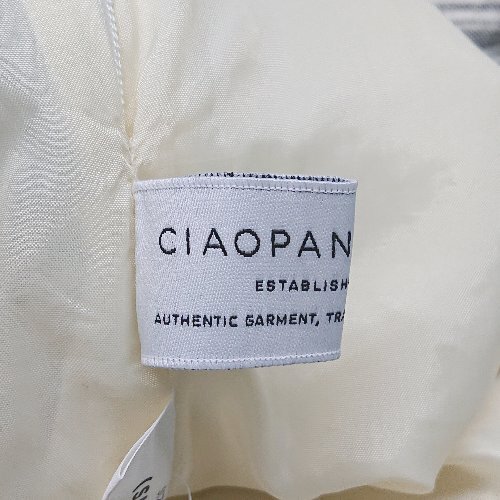 CIAOPAN
ESTABLISH
AUTHENTIC GARMENT, TRA